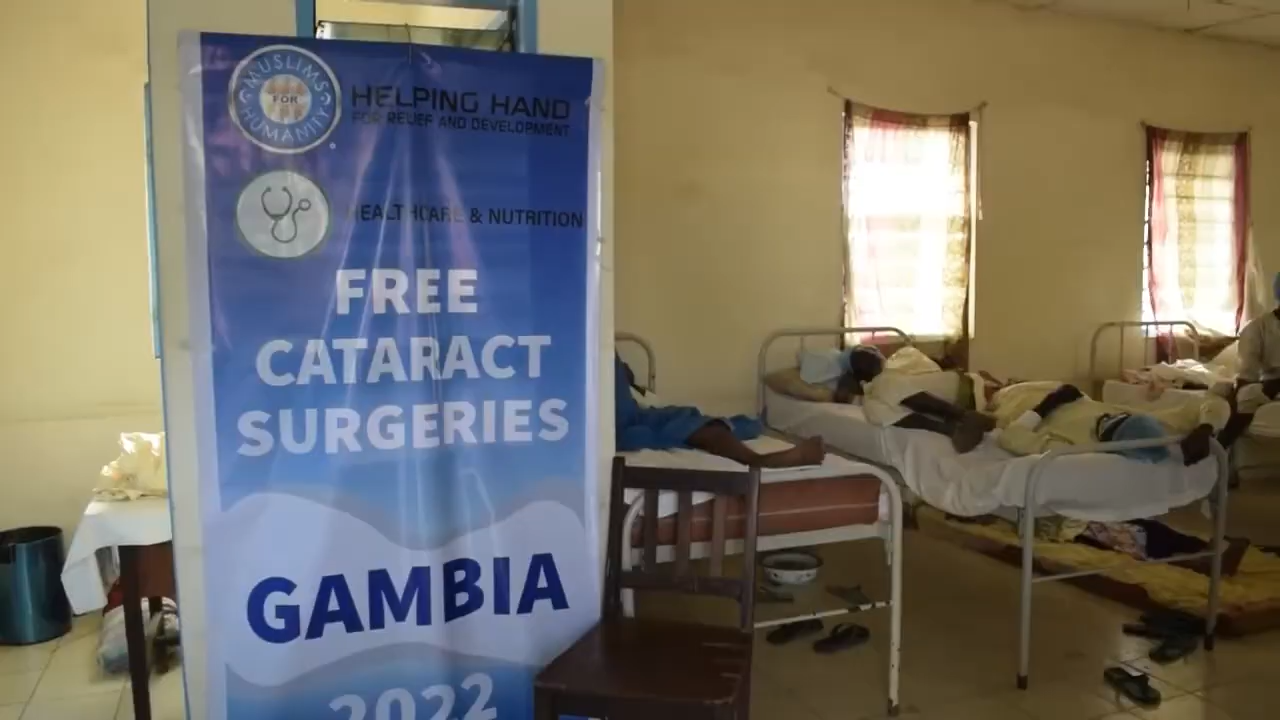 MUSLIMS
FOR
HUMANITY
HELPING HAND
FOR RELIEF AND DEVELOPMENT
HEALTHCARE & NUTRITION
FREE
CATARACT
SURGERIES
GAMBIA
2022